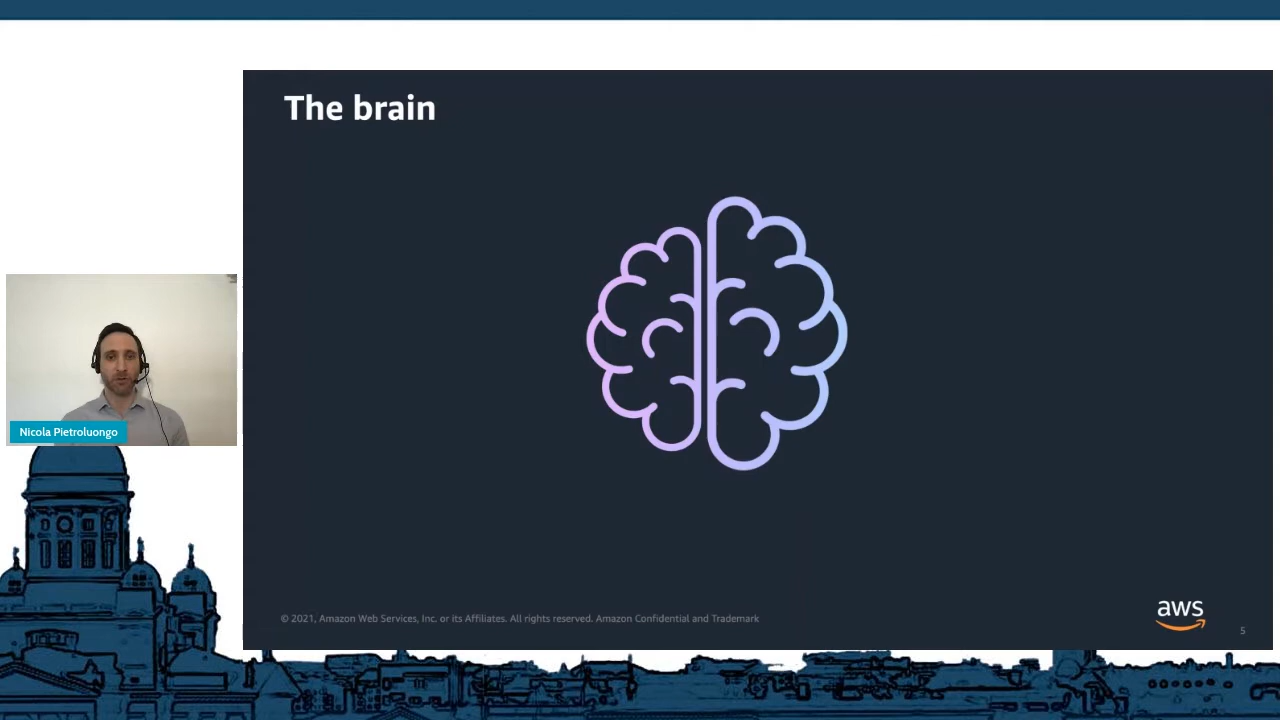 The brain
Nicola Pietroluongo
© 2021, Amazon Web Services, Inc. or its Affiliates. All rights reserved. Amazon Confidential and Trademark
aws
5